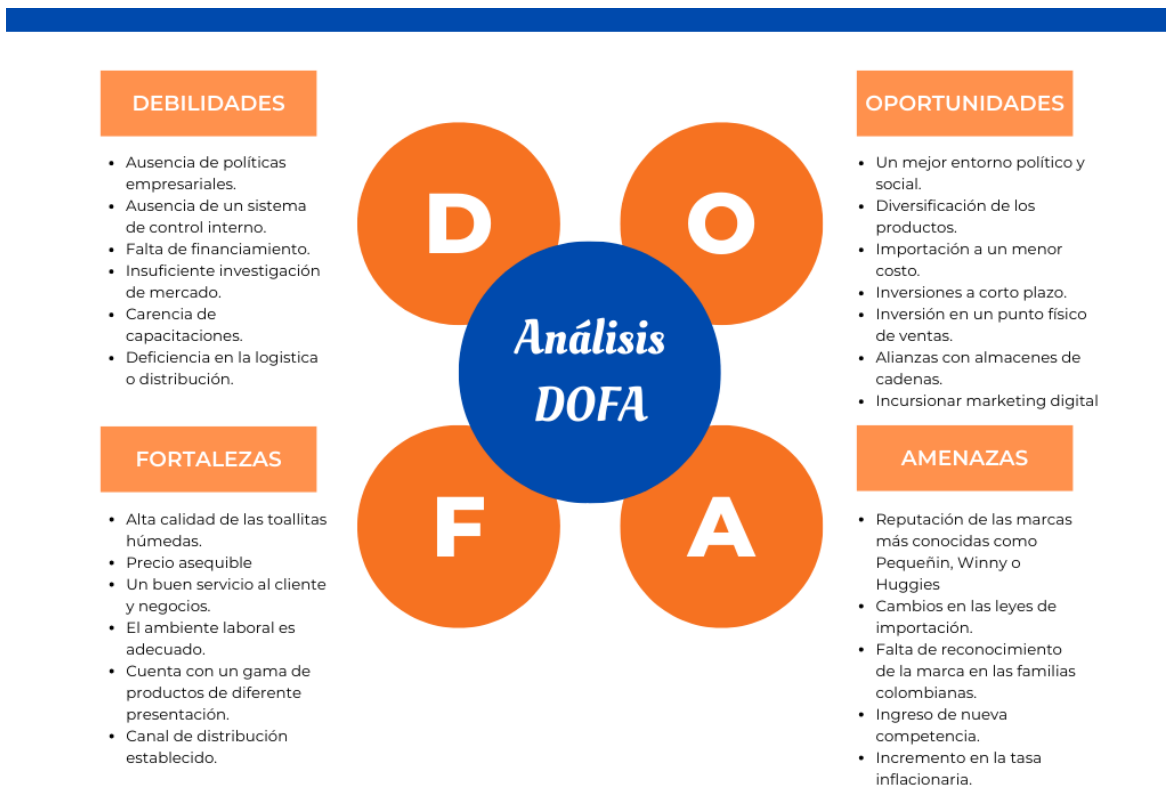 DEBILIDADES
• Ausencia de políticas
empresariales.
• Ausencia de un sistema
de control interno.
• Falta de financiamiento.
• Insuficiente investigación
de mercado.
• Carencia de
capacitaciones.
• Deficiencia en la logistica
o distribución.
OPORTUNIDADES
• Un mejor entorno político y
social.
• Diversificación de los
productos.
• Importación a un menor
costo.
• Inversiones a corto plazo.
• Inversión en un punto físico
de ventas.
• Alianzas con almacenes de
cadenas.
• Incursionar marketing digital
D
O
Análisis
DOFA
F
A
FORTALEZAS
• Alta calidad de las toallitas
húmedas.
• Precio asequible
• Un buen servicio al cliente
y negocios.
• El ambiente laboral es
adecuado.
• Cuenta con un gama de
productos de diferente
presentación.
• Canal de distribución
establecido.
AMENAZAS
• Reputación de las marcas
más conocidas como
Pequeñin, Winny o
Huggies
• Cambios en las leyes de
importación.
• Falta de reconocimiento
de la marca en las familias
colombianas.
• Ingreso de nueva
competencia.
• Incremento en la tasa
inflacionaria.